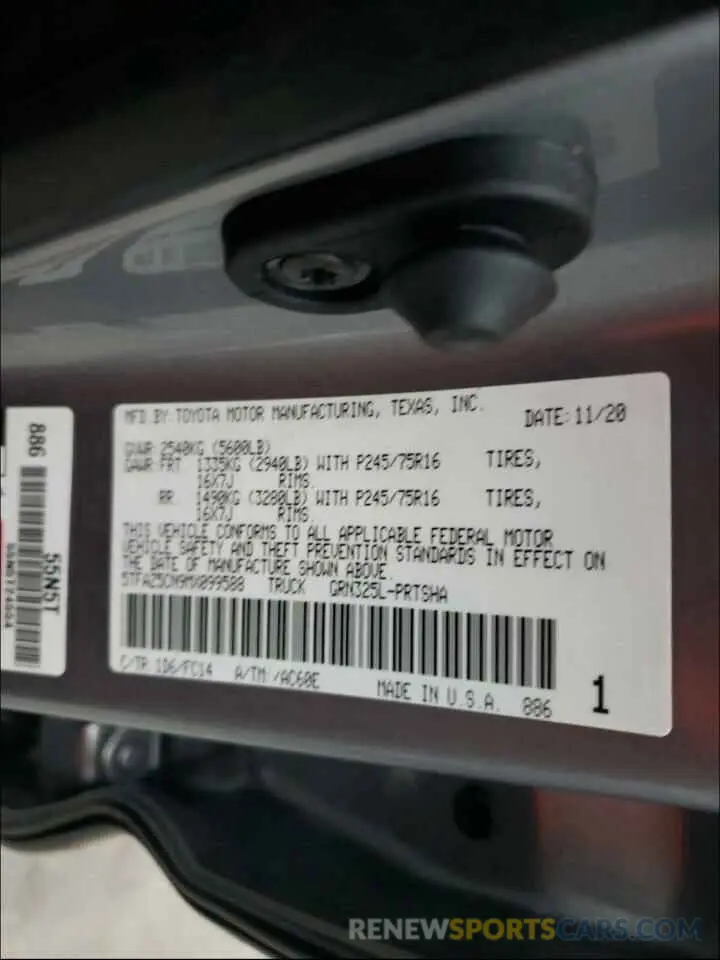 MFD.BY:TOYOTA MOTOR MANUFACTURING, TEXAS, INC.
DATE:11/20
GVWR 2540KG (5600LB)
GAWR:FRT 1335KG (2940LB) WITH P245/75R16 TIRES,
16X7J RIMS.
RR. 1490KG (3280LB) WITH P245/75R16 TIRES,
16X7J RIMS.
THIS VEHICLE CONFORMS TO ALL APPLICABLE FEDERAL MOTOR
VEHICLE SAFETY AND THEFT PREVENTION STANDARDS IN EFFECT ON
THE DATE OF MANUFACTURE SHOWN ABOVE.
5TFAZ5CN9MX099508 TRUCK GRN325L-PRTSHA
C/TR:1D6/FC14 A/TM:/AC60E MADE IN U.S.A. 886
1
886
55N5T
RENEWSPORTSCARS.COM